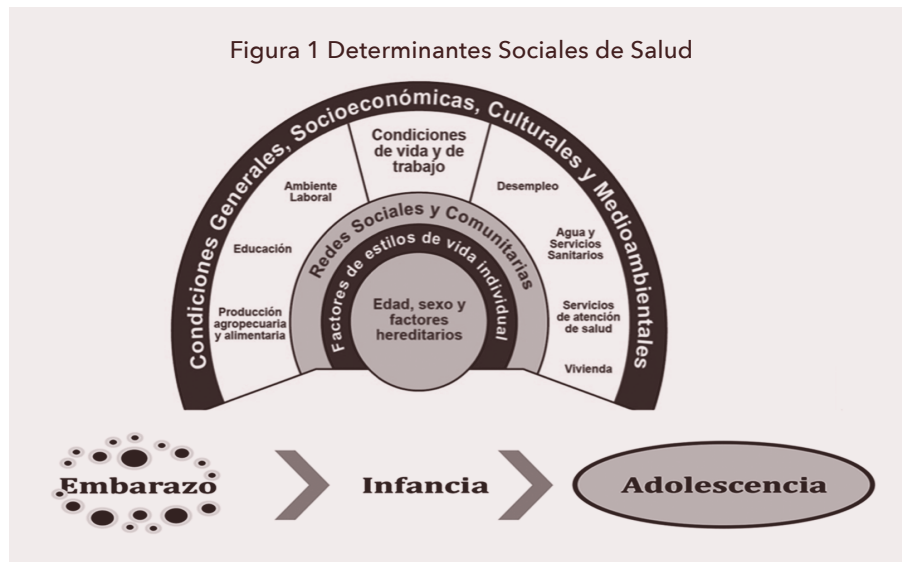 Figura 1 Determinantes Sociales de Salud
Condiciones Generales, Socioeconómicas, Culturales y Medioambientales
Condiciones
de vida y de
trabajo
Ambiente
Laboral
Desempleo
Educación
Agua y
Servicios
Sanitarios
Producción
agropecuaria
y alimentaria
Servicios
de atención
de salud
Vivienda
Redes Sociales y Comunitarias
Factores de estilos de vida individual
Edad, sexo y
factores
hereditarios
Embarazo
Infancia
Adolescencia